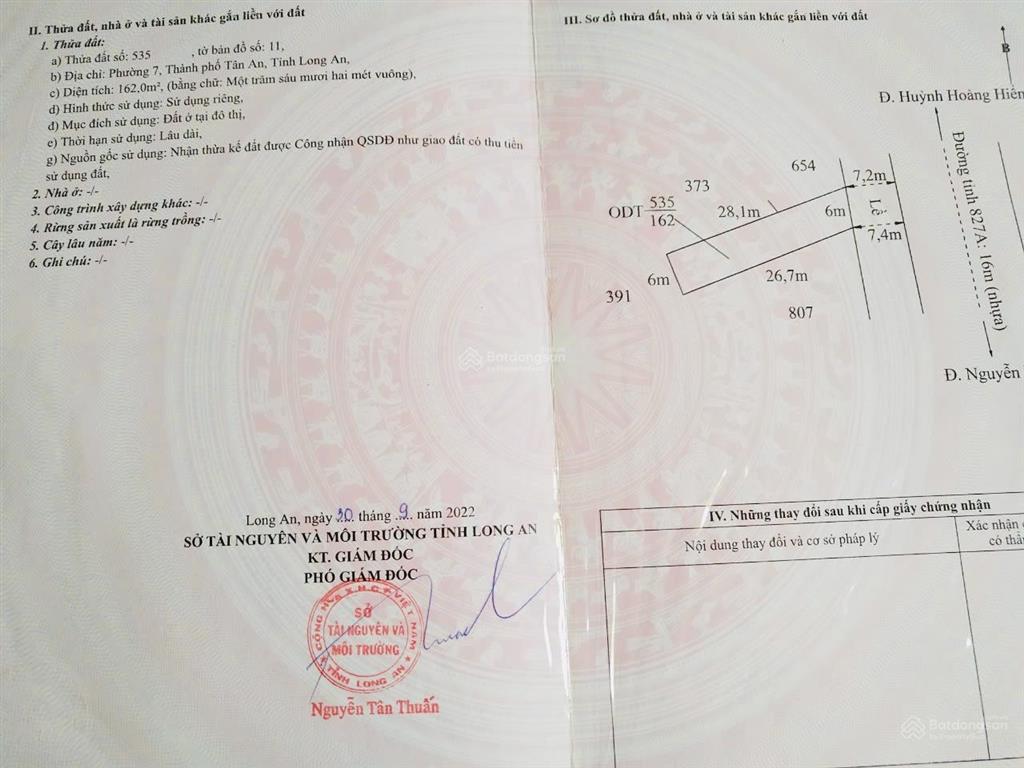 II. Thửa đất, nhà ở và tài sản khác gắn liền với đất
1. Thửa đất:
a) Thửa đất số: 535 , tờ bản đồ số: 11,
b) Địa chỉ: Phường 7, Thành phố Tân An, Tỉnh Long An,
c) Diện tích: 162,0m², (bằng chữ: Một trăm sáu mươi hai mét vuông),
d) Hình thức sử dụng: Sử dụng riêng,
đ) Mục đích sử dụng: Đất ở tại đô thị,
e) Thời hạn sử dụng: Lâu dài,
g) Nguồn gốc sử dụng: Nhận thừa kế đất được Công nhận QSDĐ như giao đất có thu tiền
sử dụng đất,
2. Nhà ở: -/-
3. Công trình xây dựng khác: -/-
4. Rừng sản xuất là rừng trồng: -/-
5. Cây lâu năm: -/-
6. Ghi chú: -/-
Long An, ngày 30 tháng 9 năm 2022
SỞ TÀI NGUYÊN VÀ MÔI TRƯỜNG TỈNH LONG AN
KT. GIÁM ĐỐC
PHÓ GIÁM ĐỐC
CỘNG HÒA X.H.C.N VIỆT NAM
SỞ
TÀI NGUYÊN VÀ
MÔI TRƯỜNG
TỈNH LONG AN
Nguyễn Tân Thuấn
III. Sơ đồ thửa đất, nhà ở và tài sản khác gắn liền với đất
B
Đ. Huỳnh Hoàng Hiển
Đường tỉnh 827A: 16m (nhựa)
654
7,2m
373
ODT 535
162
28,1m
6m
Lề
7,4m
6m
26,7m
391
807
Đ. Nguyễn
Batdongsan
IV. Những thay đổi sau khi cấp giấy chứng nhận
Nội dung thay đổi và cơ sở pháp lý
Xác nhận
có thẩ
Batdongsan